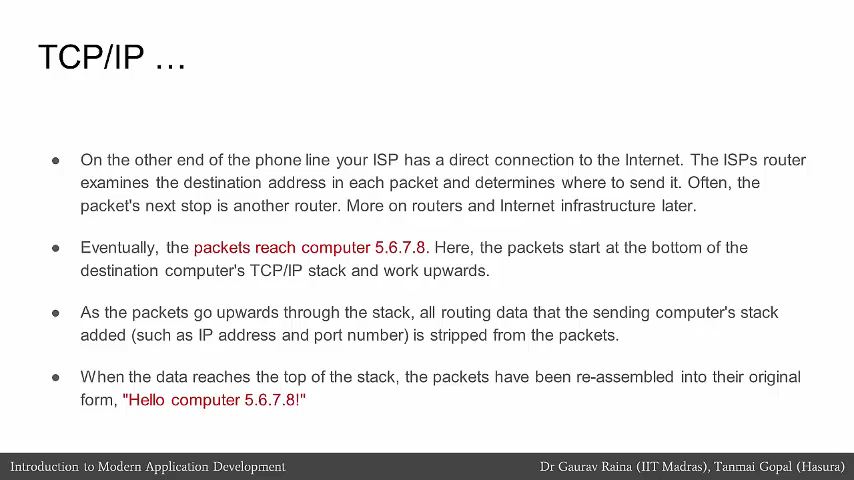 TCP/IP …
● On the other end of the phone line your ISP has a direct connection to the Internet. The ISPs router
examines the destination address in each packet and determines where to send it. Often, the
packet's next stop is another router. More on routers and Internet infrastructure later.
● Eventually, the packets reach computer 5.6.7.8. Here, the packets start at the bottom of the
destination computer's TCP/IP stack and work upwards.
● As the packets go upwards through the stack, all routing data that the sending computer's stack
added (such as IP address and port number) is stripped from the packets.
● When the data reaches the top of the stack, the packets have been re-assembled into their original
form, "Hello computer 5.6.7.8!"
Introduction to Modern Application Development
Dr Gaurav Raina (IIT Madras), Tanmai Gopal (Hasura)